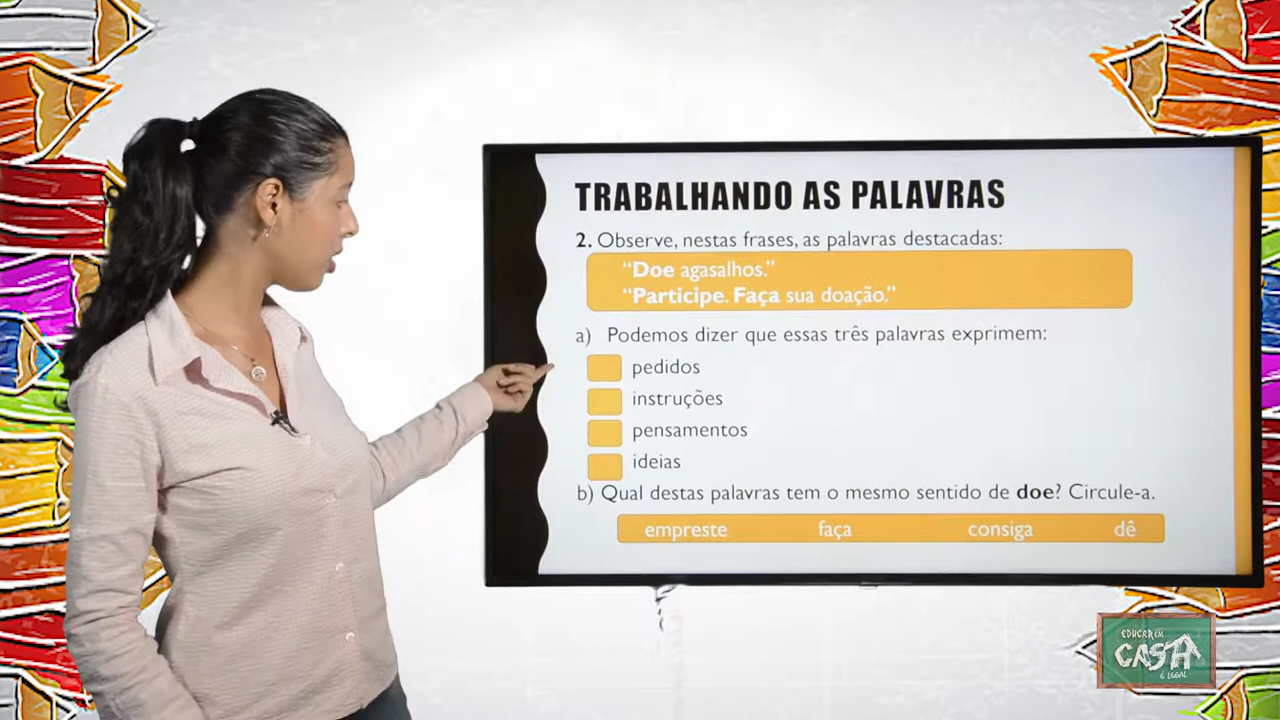 TRABALHANDO AS PALAVRAS
2. Observe, nestas frases, as palavras destacadas:
“Doe agasalhos.”
“Participe. Faça sua doação.”
a) Podemos dizer que essas três palavras exprimem:
pedidos
instruções
pensamentos
ideias
b) Qual destas palavras tem o mesmo sentido de doe? Circule-a.
empreste faça consiga dê
EDUCAR EM
CASA
É LEGAL